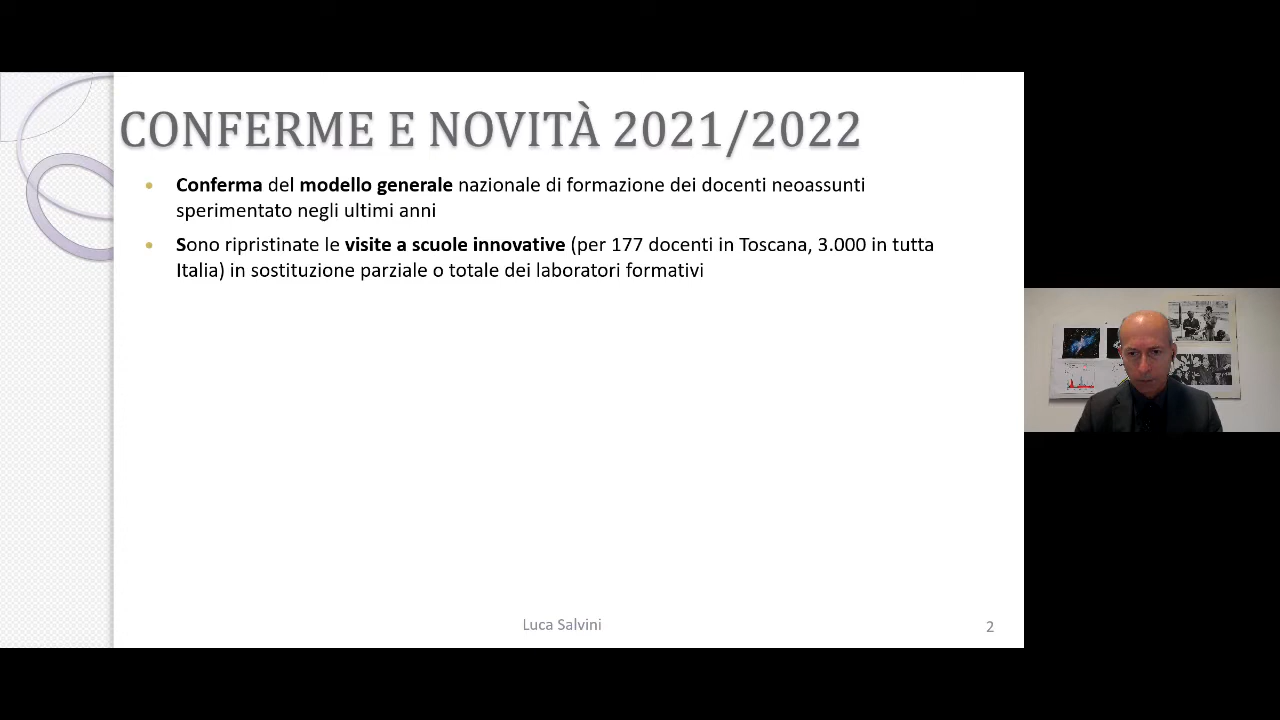 CONFERME E NOVITÀ 2021/2022
• Conferma del modello generale nazionale di formazione dei docenti neoassunti
sperimentato negli ultimi anni
• Sono ripristinate le visite a scuole innovative (per 177 docenti in Toscana, 3.000 in tutta
Italia) in sostituzione parziale o totale dei laboratori formativi
Luca Salvini
2